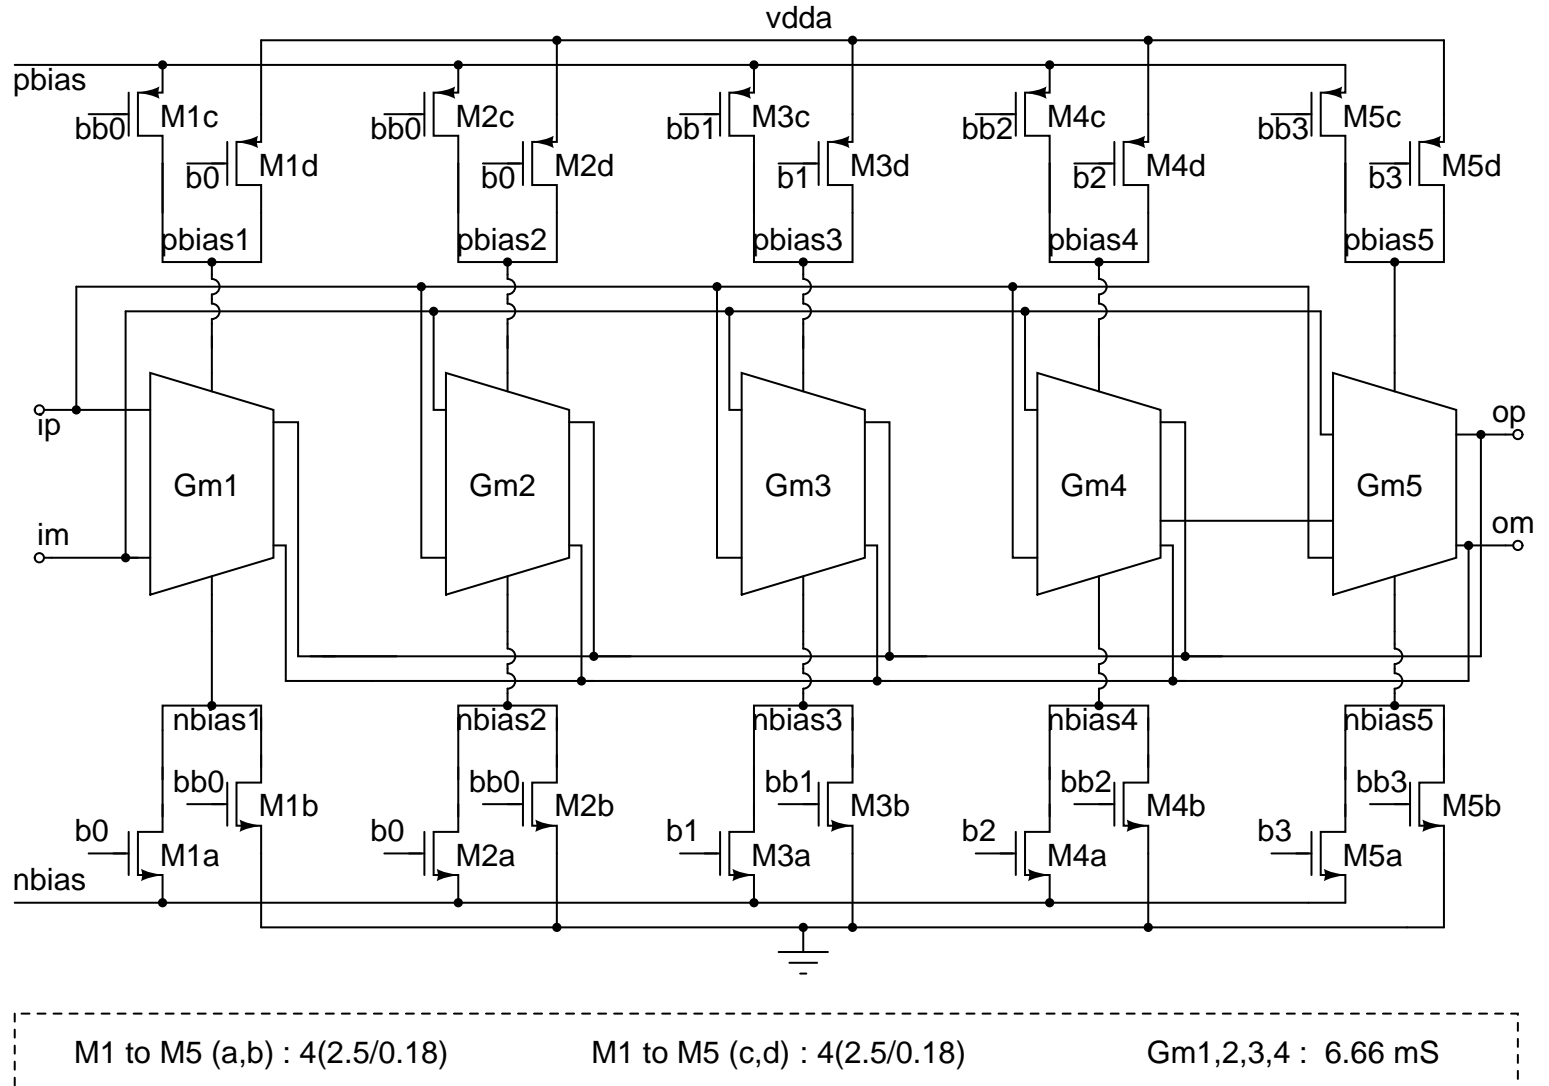 vdda
pbias
bb0 M1c bb0 M2c bb1 M3c bb2 M4c bb3 M5c
b0 M1d b0 M2d b1 M3d b2 M4d b3 M5d
pbias1 pbias2 pbias3 pbias4 pbias5
ip op
Gm1 Gm2 Gm3 Gm4 Gm5
im om
nbias1 nbias2 nbias3 nbias4 nbias5
bb0 M1b bb0 M2b bb1 M3b bb2 M4b bb3 M5b
b0 M1a b0 M2a b1 M3a b2 M4a b3 M5a
nbias
M1 to M5 (a,b) : 4(2.5/0.18) M1 to M5 (c,d) : 4(2.5/0.18) Gm1,2,3,4 : 6.66 mS